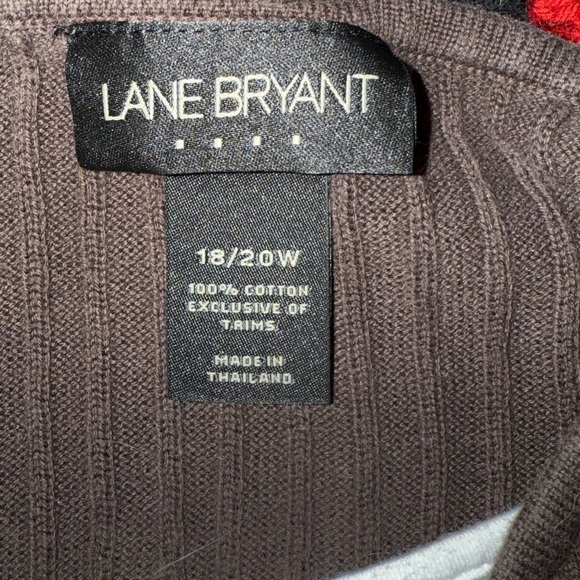 LANE BRYANT
18/20W
100% COTTON
EXCLUSIVE OF
TRIMS
MADE IN
THAILAND